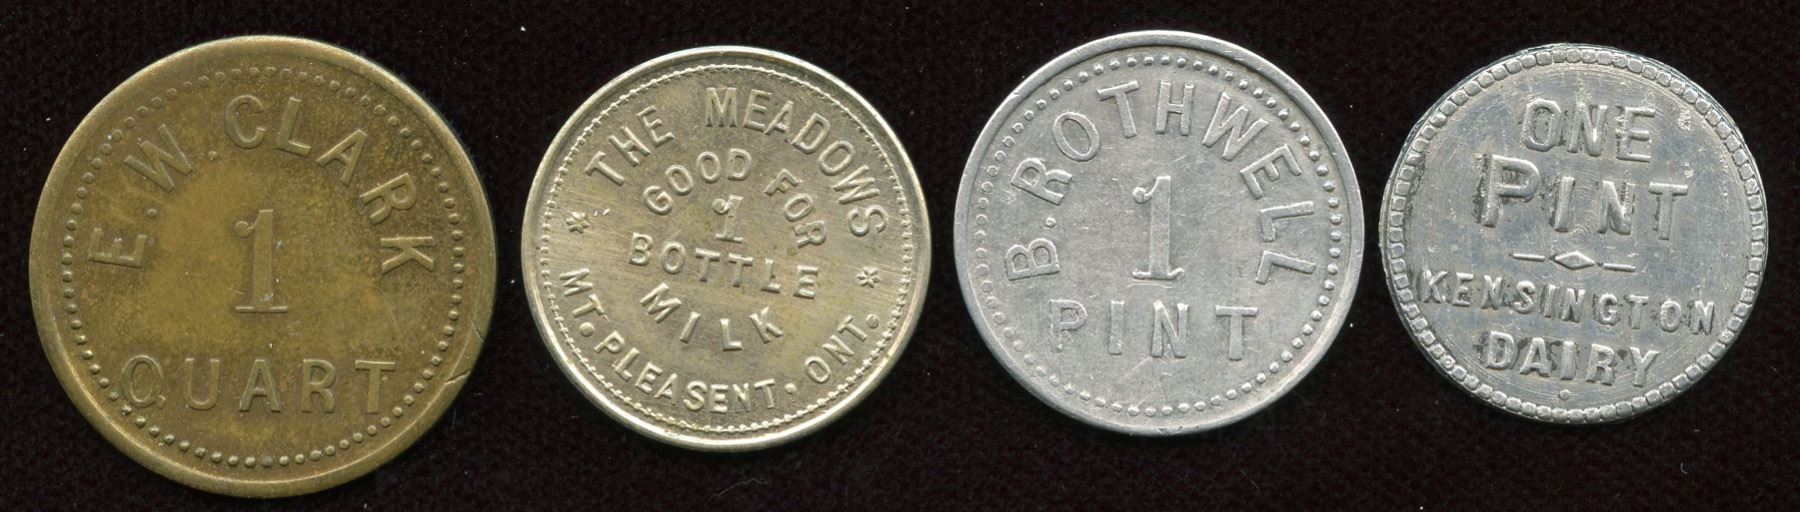 E. W. CLARK
1
QUART
THE MEADOWS
GOOD FOR
1
BOTTLE
MILK
MT. PLEASENT. ONT.
B. ROTHWELL
1
PINT
ONE
PINT
KENSINGTON
DAIRY